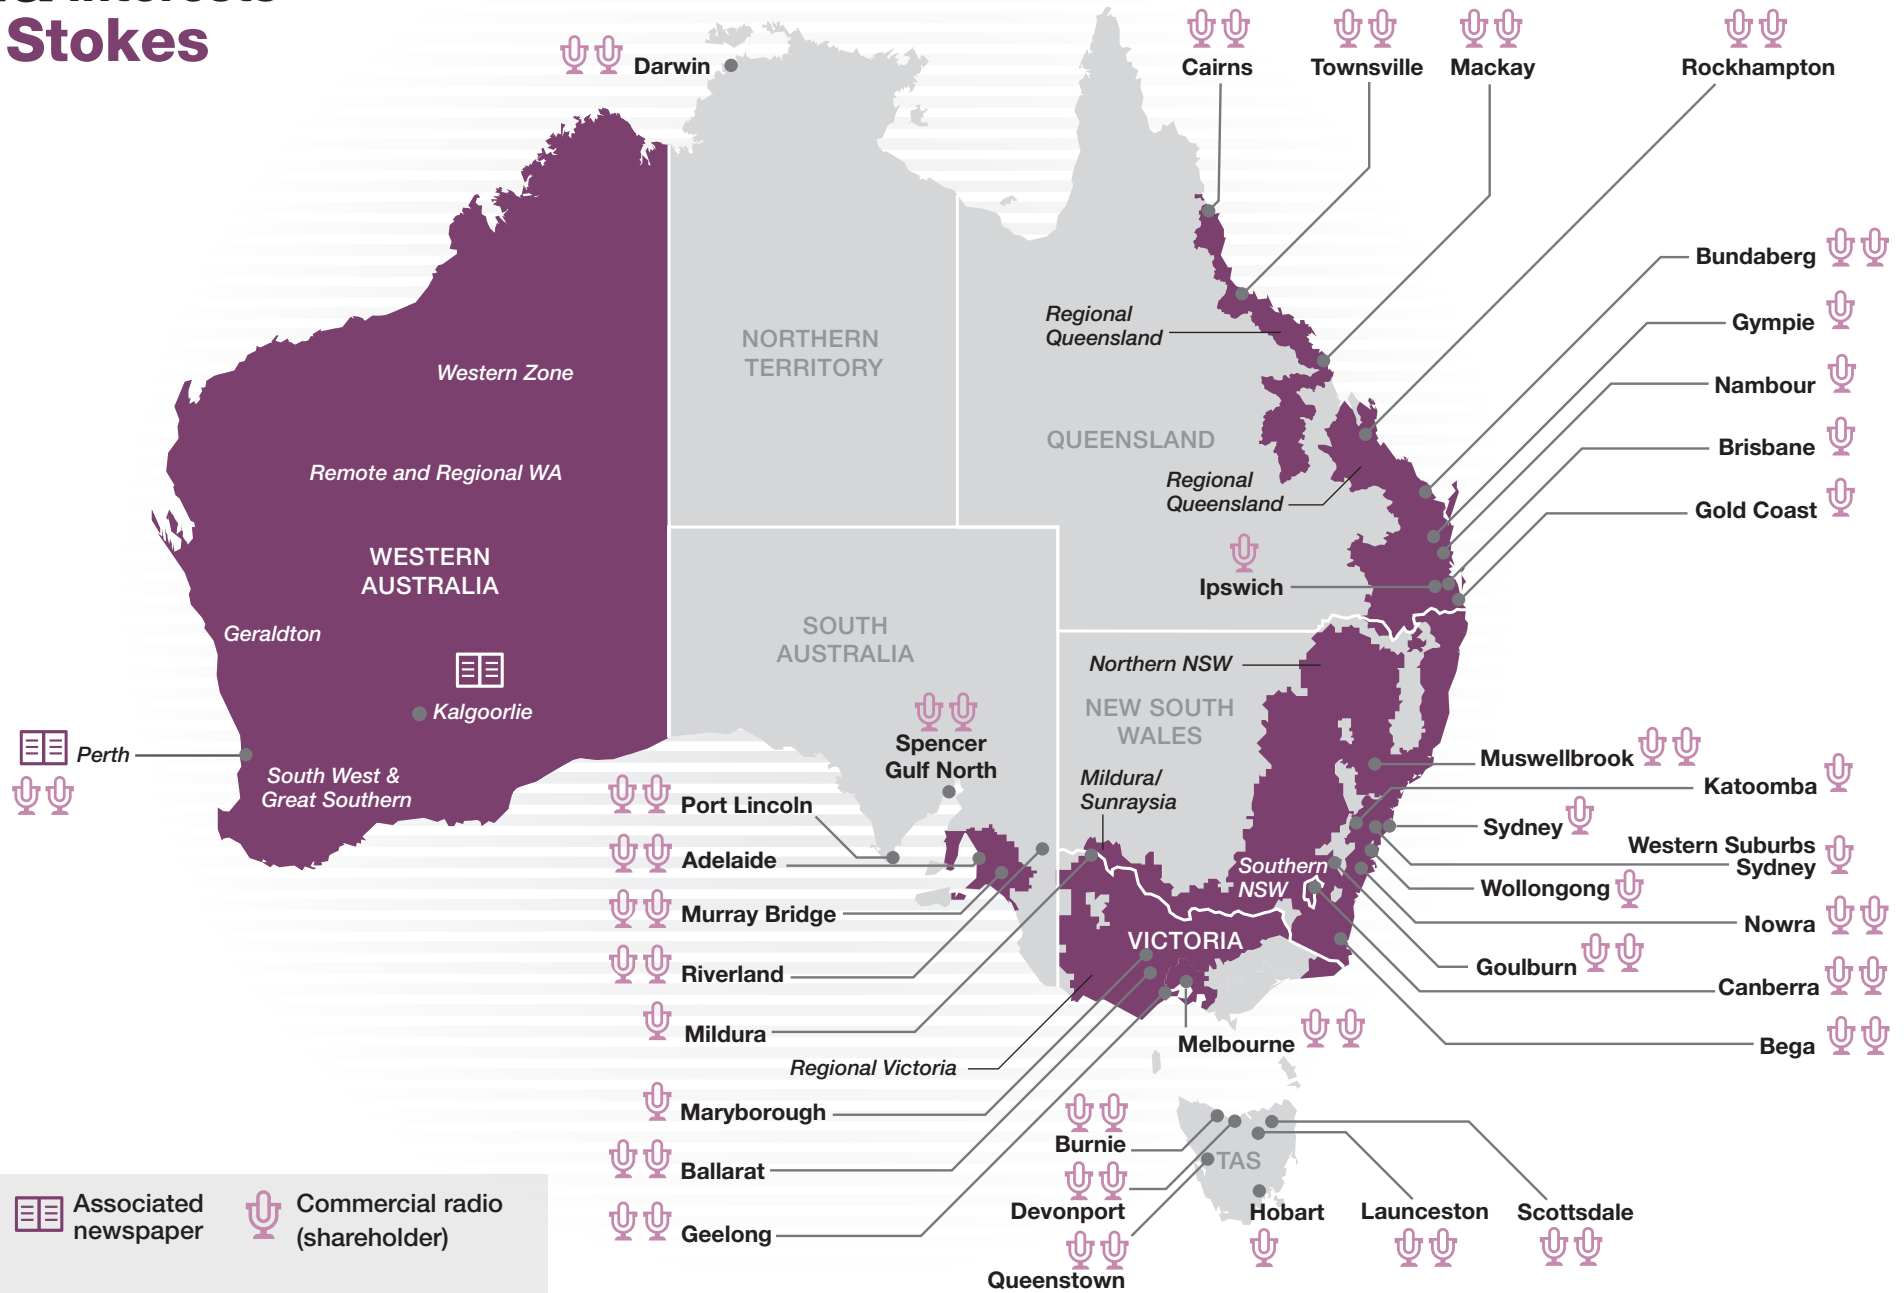 Stokes
Darwin
Cairns
Townsville
Mackay
Rockhampton
Bundaberg
Gympie
Nambour
Brisbane
Gold Coast
Regional
Queensland
NORTHERN
TERRITORY
Western Zone
QUEENSLAND
Remote and Regional WA
Regional
Queensland
WESTERN
AUSTRALIA
Ipswich
SOUTH
AUSTRALIA
Geraldton
Northern NSW
NEW SOUTH
WALES
Kalgoorlie
Perth
South West &
Great Southern
Spencer
Gulf North
Mildura/
Sunraysia
Muswellbrook
Katoomba
Sydney
Western Suburbs
Sydney
Wollongong
Nowra
Goulburn
Canberra
Bega
Southern
NSW
VICTORIA
Port Lincoln
Adelaide
Murray Bridge
Riverland
Mildura
Regional Victoria
Melbourne
Maryborough
Ballarat
Geelong
Burnie
Devonport
Queenstown
TAS
Hobart
Launceston
Scottsdale
Associated
newspaper
Commercial radio
(shareholder)